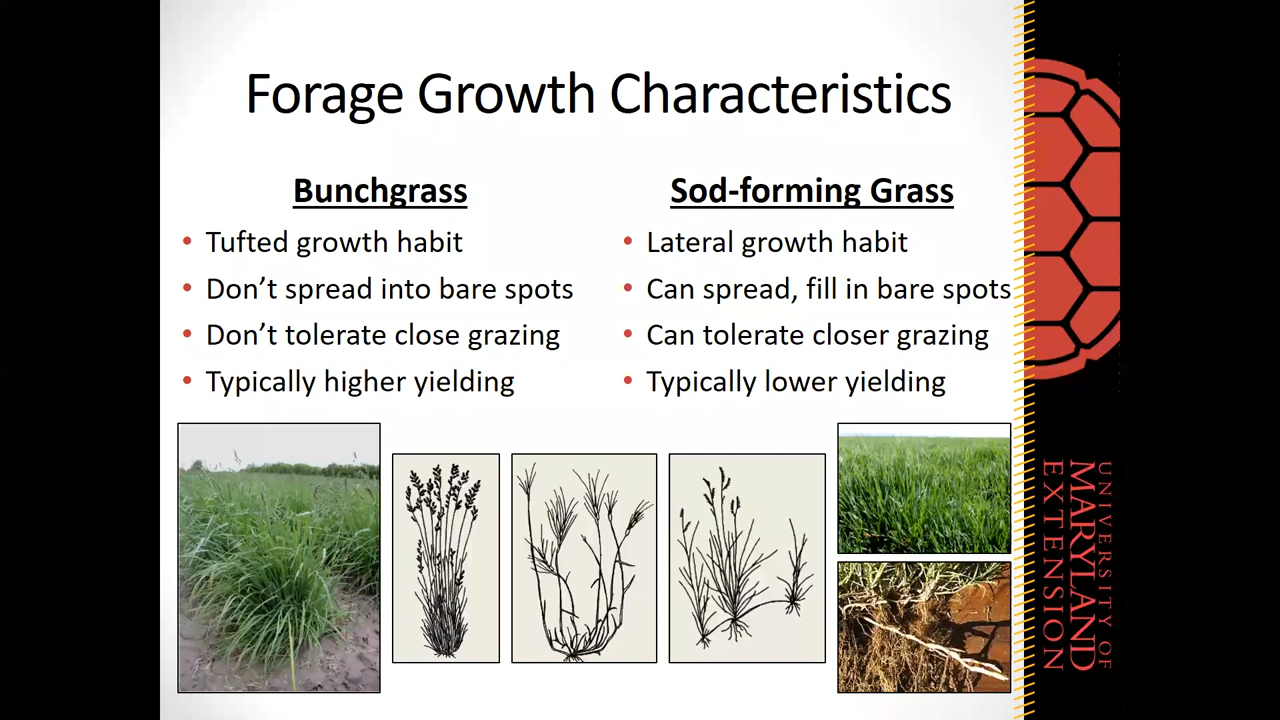 Forage Growth Characteristics
Bunchgrass
• Tufted growth habit
• Don’t spread into bare spots
• Don’t tolerate close grazing
• Typically higher yielding
Sod-forming Grass
• Lateral growth habit
• Can spread, fill in bare spots
• Can tolerate closer grazing
• Typically lower yielding
UNIVERSITY OF
MARYLAND
EXTENSION